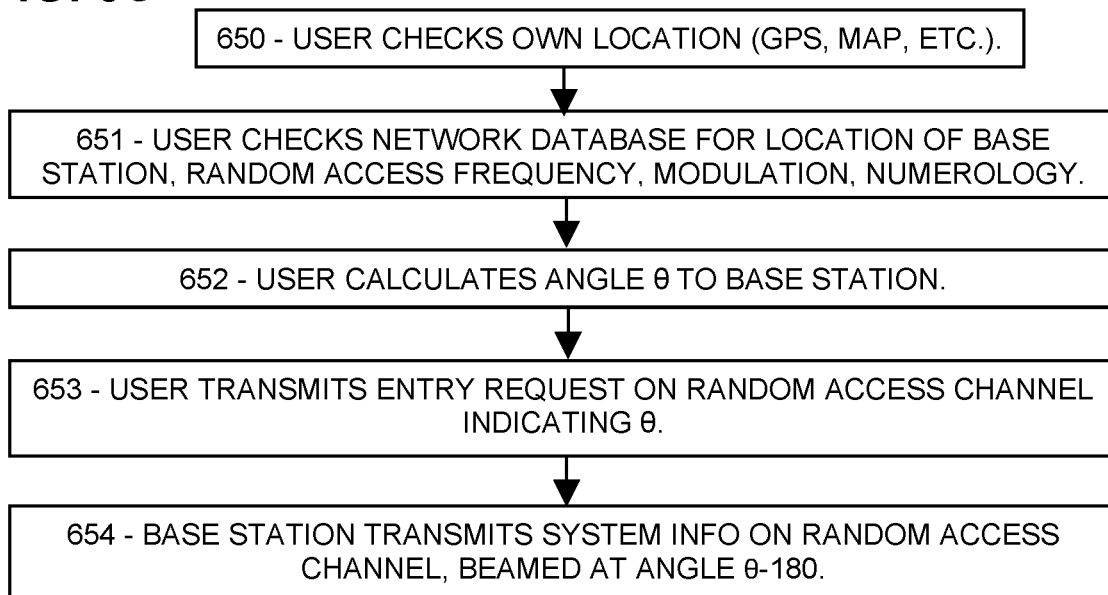 650 - USER CHECKS OWN LOCATION (GPS, MAP, ETC.).
651 - USER CHECKS NETWORK DATABASE FOR LOCATION OF BASE
STATION, RANDOM ACCESS FREQUENCY, MODULATION, NUMEROLOGY.
652 - USER CALCULATES ANGLE θ TO BASE STATION.
653 - USER TRANSMITS ENTRY REQUEST ON RANDOM ACCESS CHANNEL
INDICATING θ.
654 - BASE STATION TRANSMITS SYSTEM INFO ON RANDOM ACCESS
CHANNEL, BEAMED AT ANGLE θ-180.